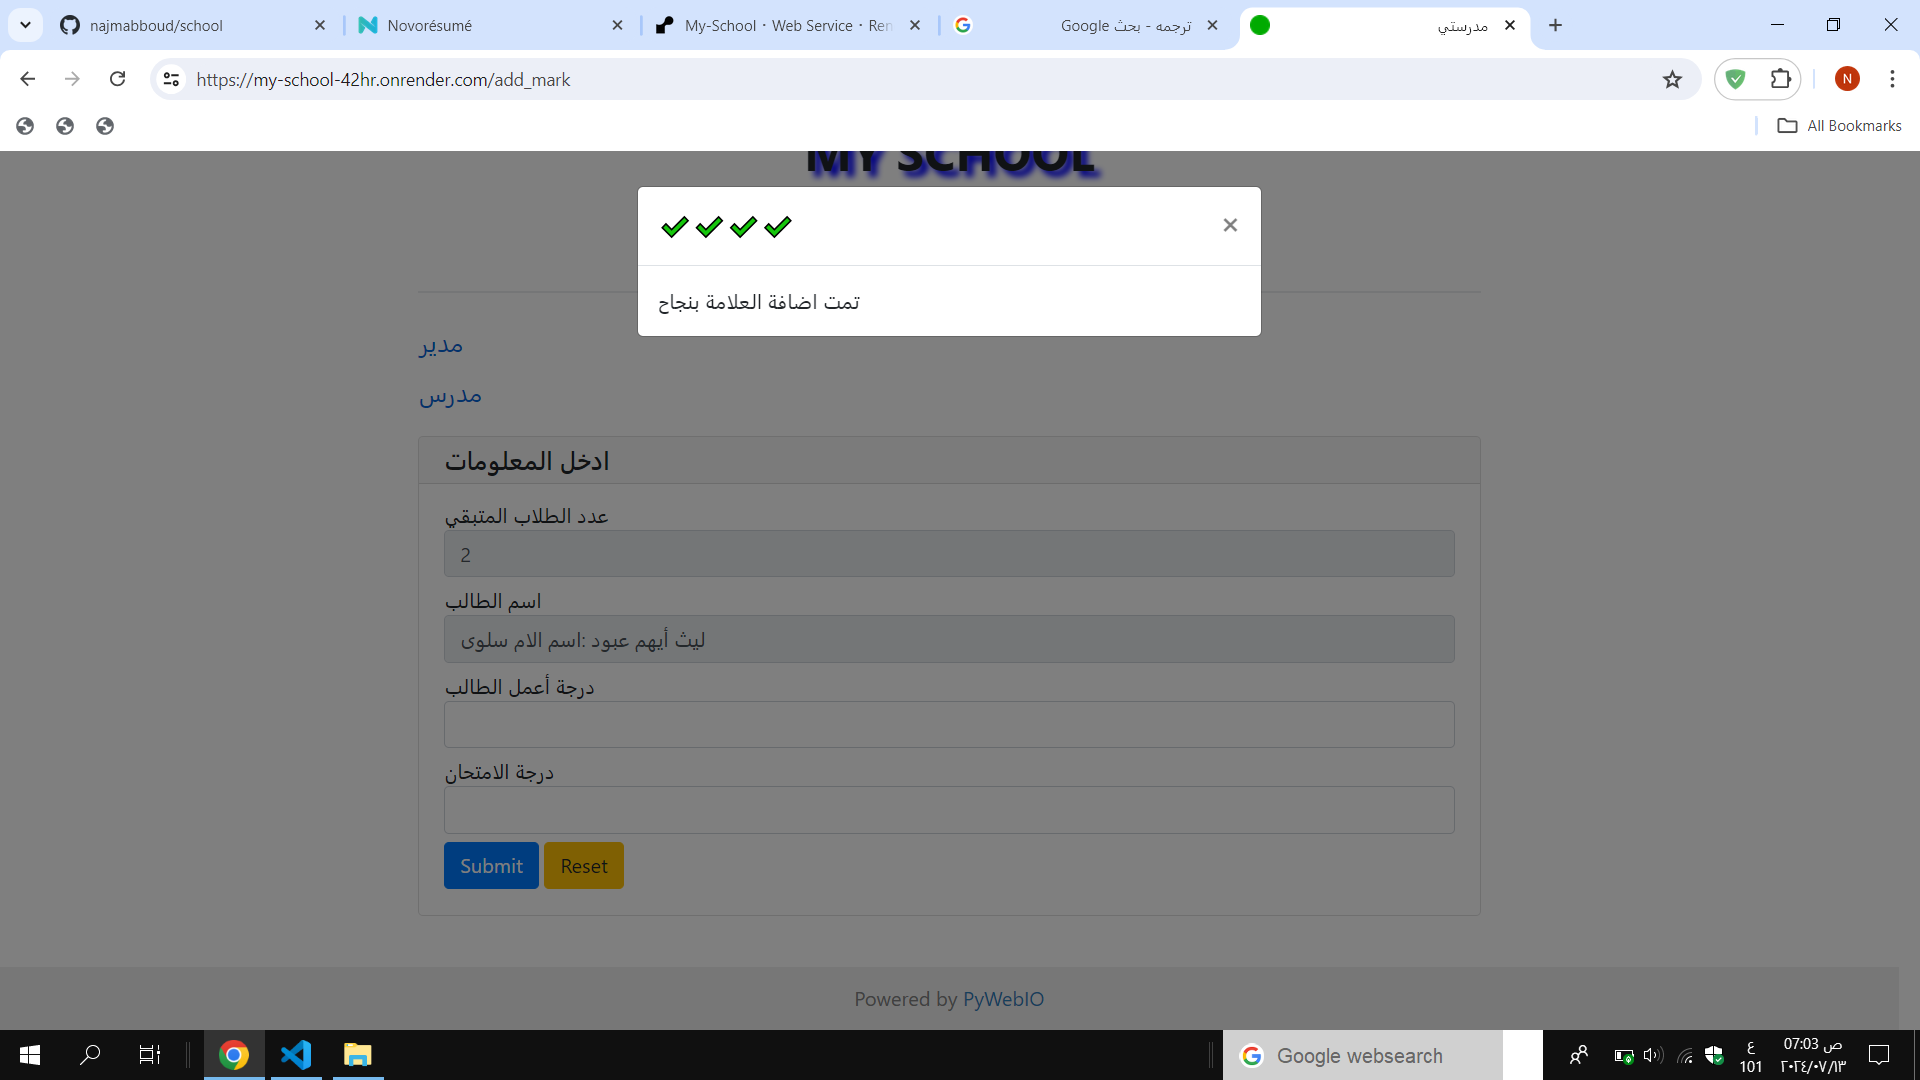 najmabboud/school
Novorésumé
My-School · Web Service · Ren
ترجمه - بحث Google
مدرستي
https://my-school-42hr.onrender.com/add_mark
N
All Bookmarks
MY SCHOOL
تمت اضافة العلامة بنجاح
مدير
مدرس
ادخل المعلومات
عدد الطلاب المتبقي
2
اسم الطالب
ليث أيهم عبود :اسم الام سلوى
درجة أعمل الطالب
درجة الامتحان
Submit Reset
Powered by PyWebIO
Google websearch
ع
101
07:03 ص
٢٠٢٤/٠٧/١٣